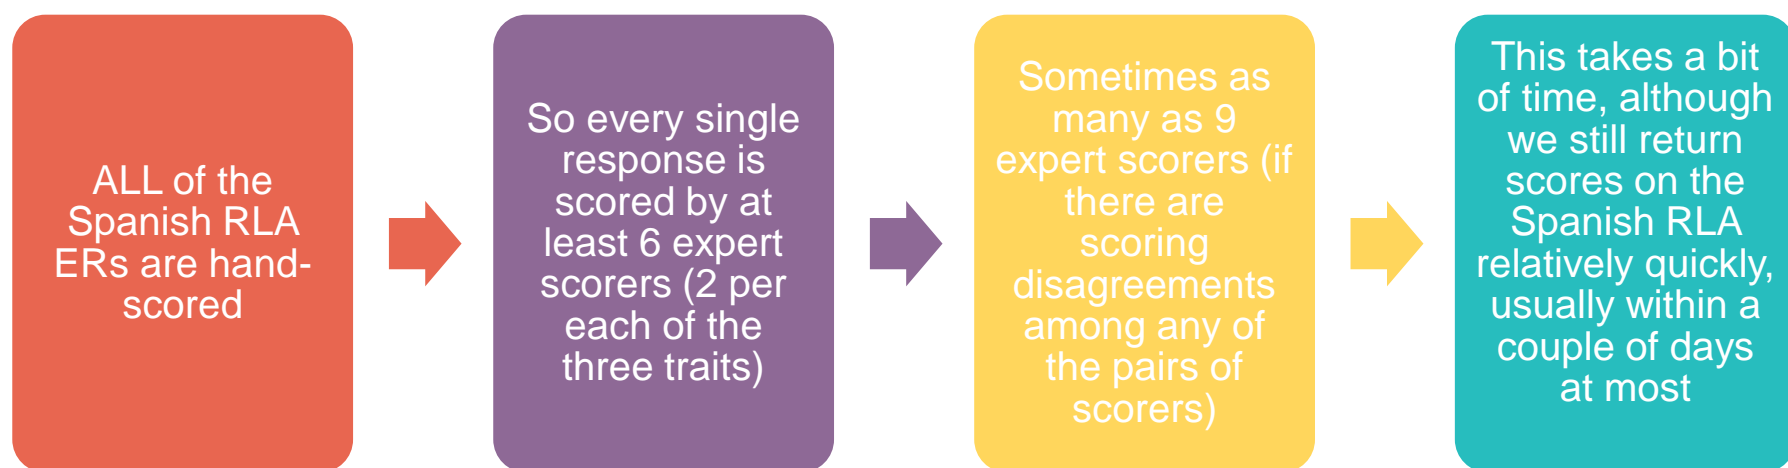 ALL of the
Spanish RLA
ERs are hand-
scored
So every single
response is
scored by at
least 6 expert
scorers (2 per
each of the
three traits)
Sometimes as
many as 9
expert scorers (if
there are
scoring
disagreements
among any of
the pairs of
scorers)
This takes a bit
of time, although
we still return
scores on the
Spanish RLA
relatively quickly,
usually within a
couple of days
at most